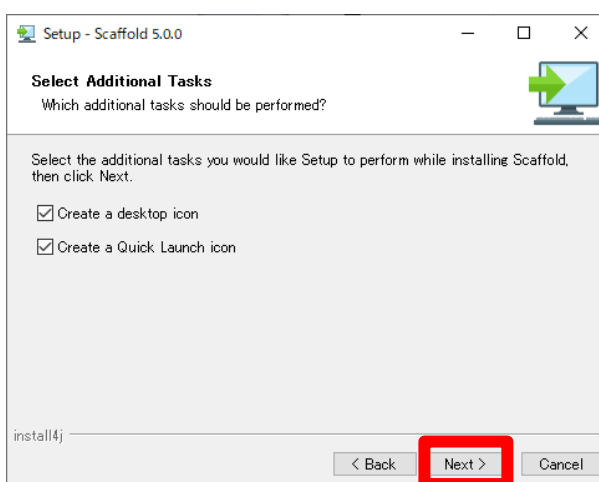 Setup - Scaffold 5.0.0
Select Additional Tasks
Which additional tasks should be performed?
Select the additional tasks you would like Setup to perform while installing Scaffold,
then click Next.
Create a desktop icon
Create a Quick Launch icon
install4j
< Back
Next >
Cancel